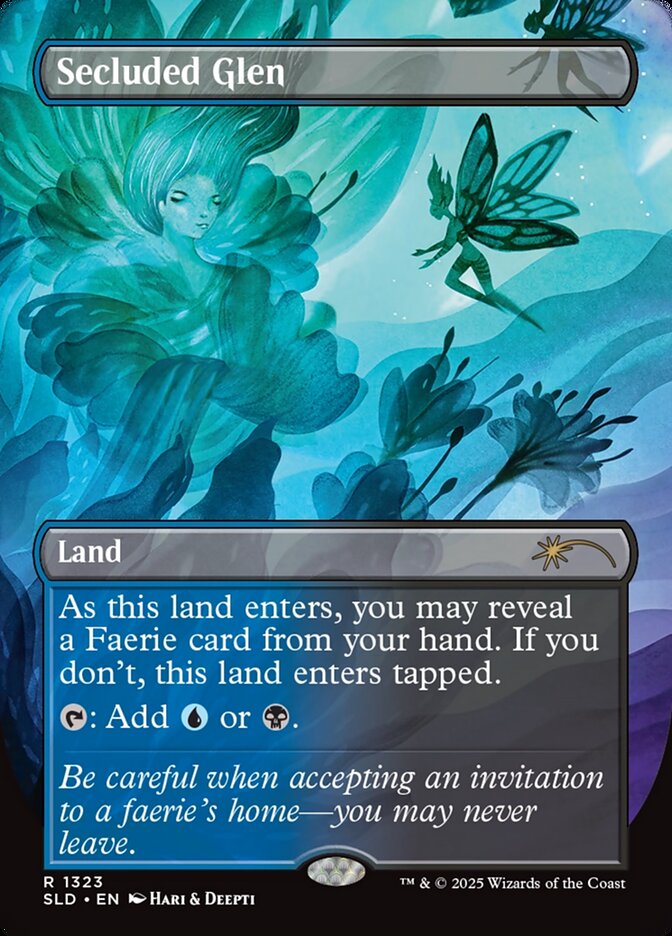 Secluded Glen
Land
As this land enters, you may reveal
a Faerie card from your hand. If you
don't, this land enters tapped.
: Add or .
Be careful when accepting an invitation
to a faerie's home—you may never
leave.
R 1323
SLD • EN Hari & Deepti
™ & © 2025 Wizards of the Coast